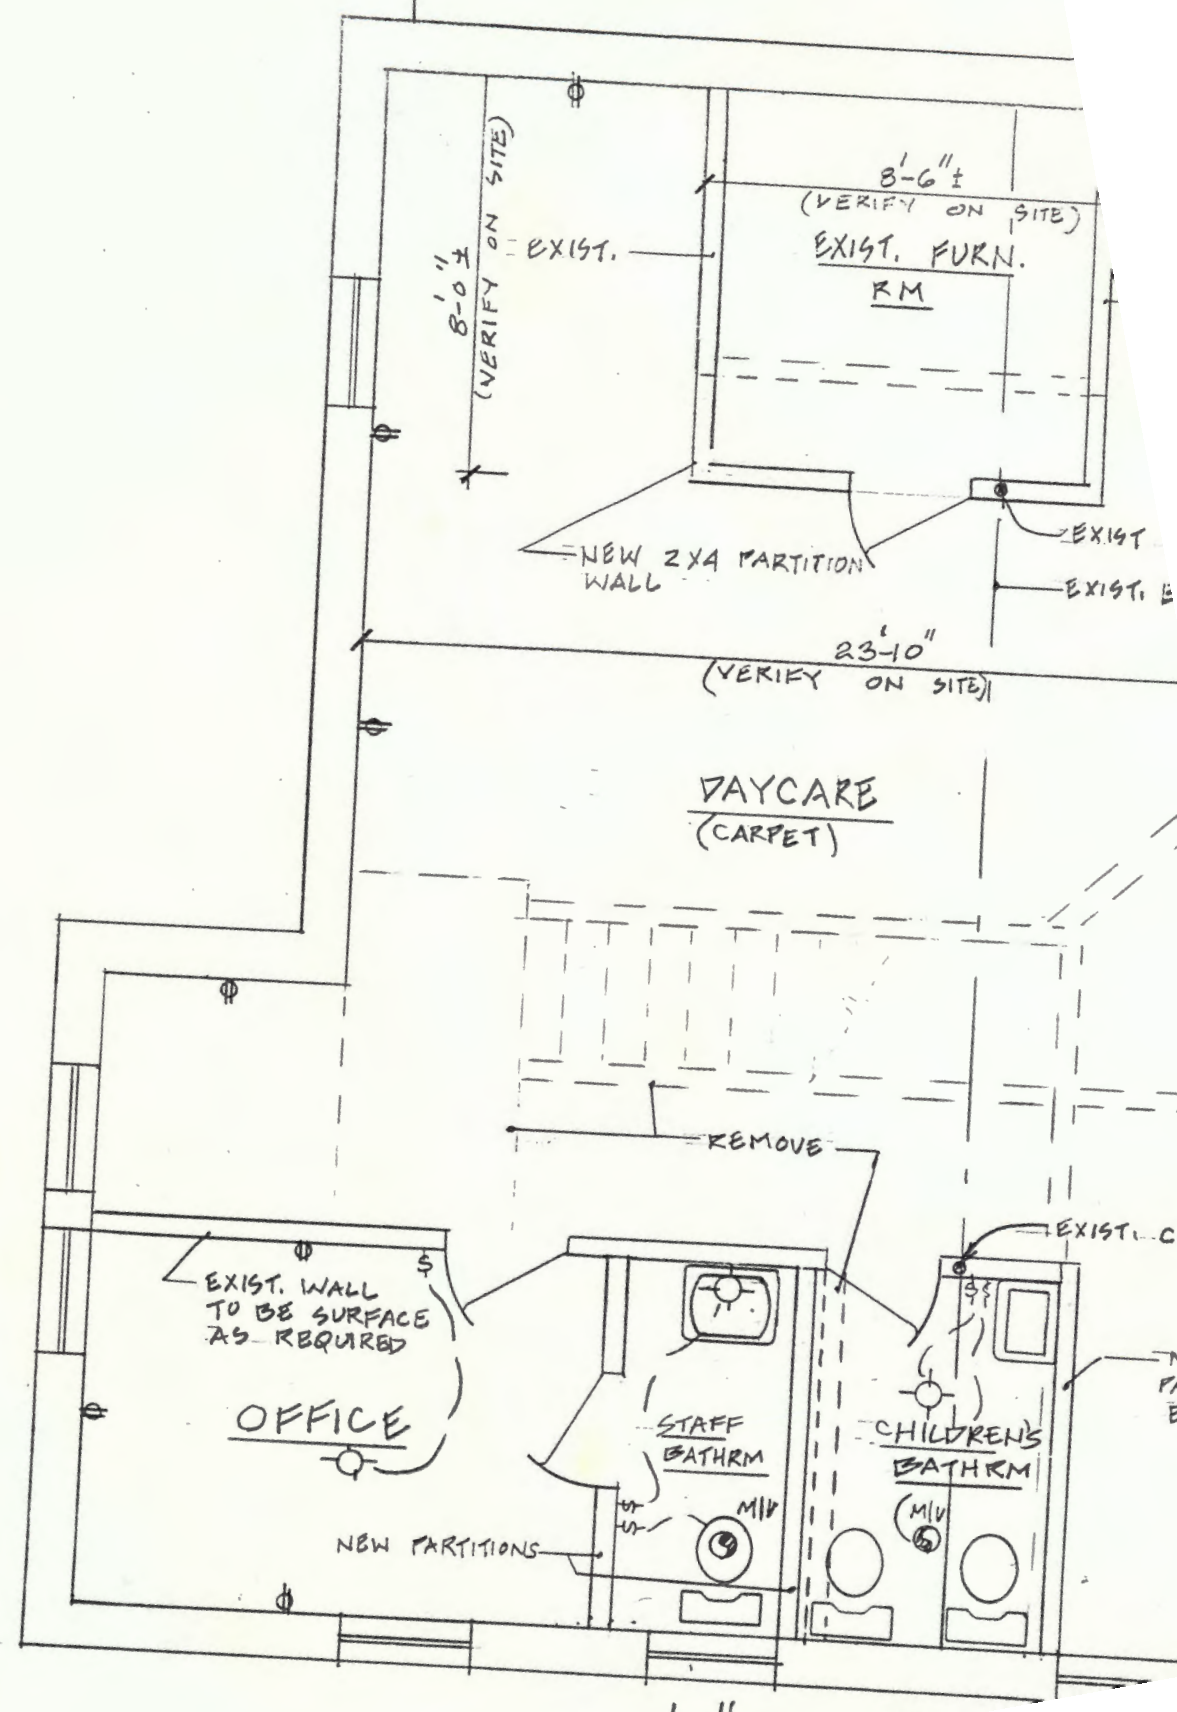 8'-6"±
(VERIFY ON SITE)
8'-0"±
(VERIFY ON SITE)
EXIST.
EXIST. FURN.
RM
EXIST
NEW 2X4 PARTITION
WALL
EXIST. E
23'-10"
(VERIFY ON SITE)
DAYCARE
(CARPET)
REMOVE
EXIST. C
$
$ $
EXIST. WALL
TO BE SURFACE
AS REQUIRED
OFFICE
STAFF
BATHRM
CHILDREN'S
BATHRM
M/V
M/V
$
$
NEW PARTITIONS